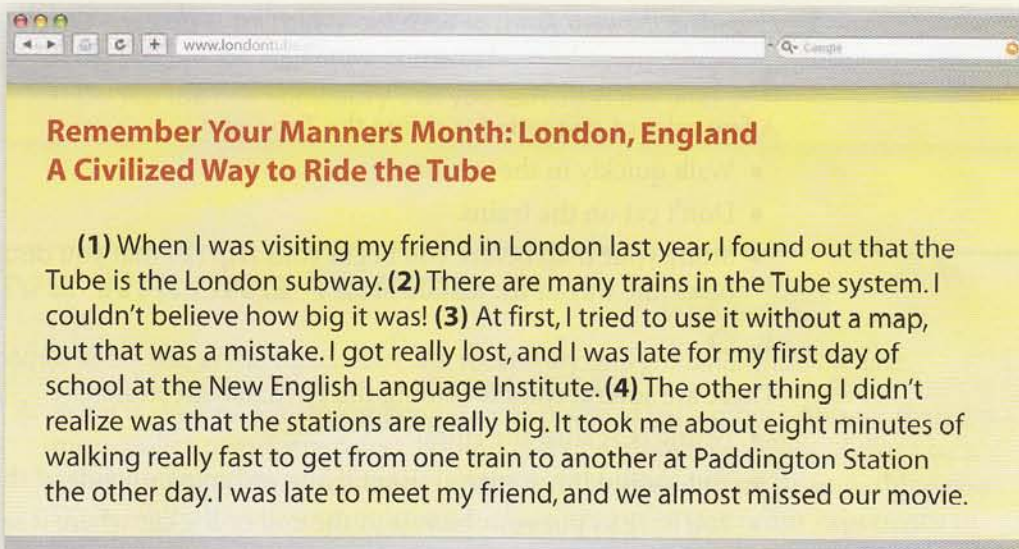 www.londontu
Remember Your Manners Month: London, England
A Civilized Way to Ride the Tube
(1) When I was visiting my friend in London last year, I found out that the
Tube is the London subway. (2) There are many trains in the Tube system. I
couldn't believe how big it was! (3) At first, I tried to use it without a map,
but that was a mistake. I got really lost, and I was late for my first day of
school at the New English Language Institute. (4) The other thing I didn't
realize was that the stations are really big. It took me about eight minutes of
walking really fast to get from one train to another at Paddington Station
the other day. I was late to meet my friend, and we almost missed our movie.